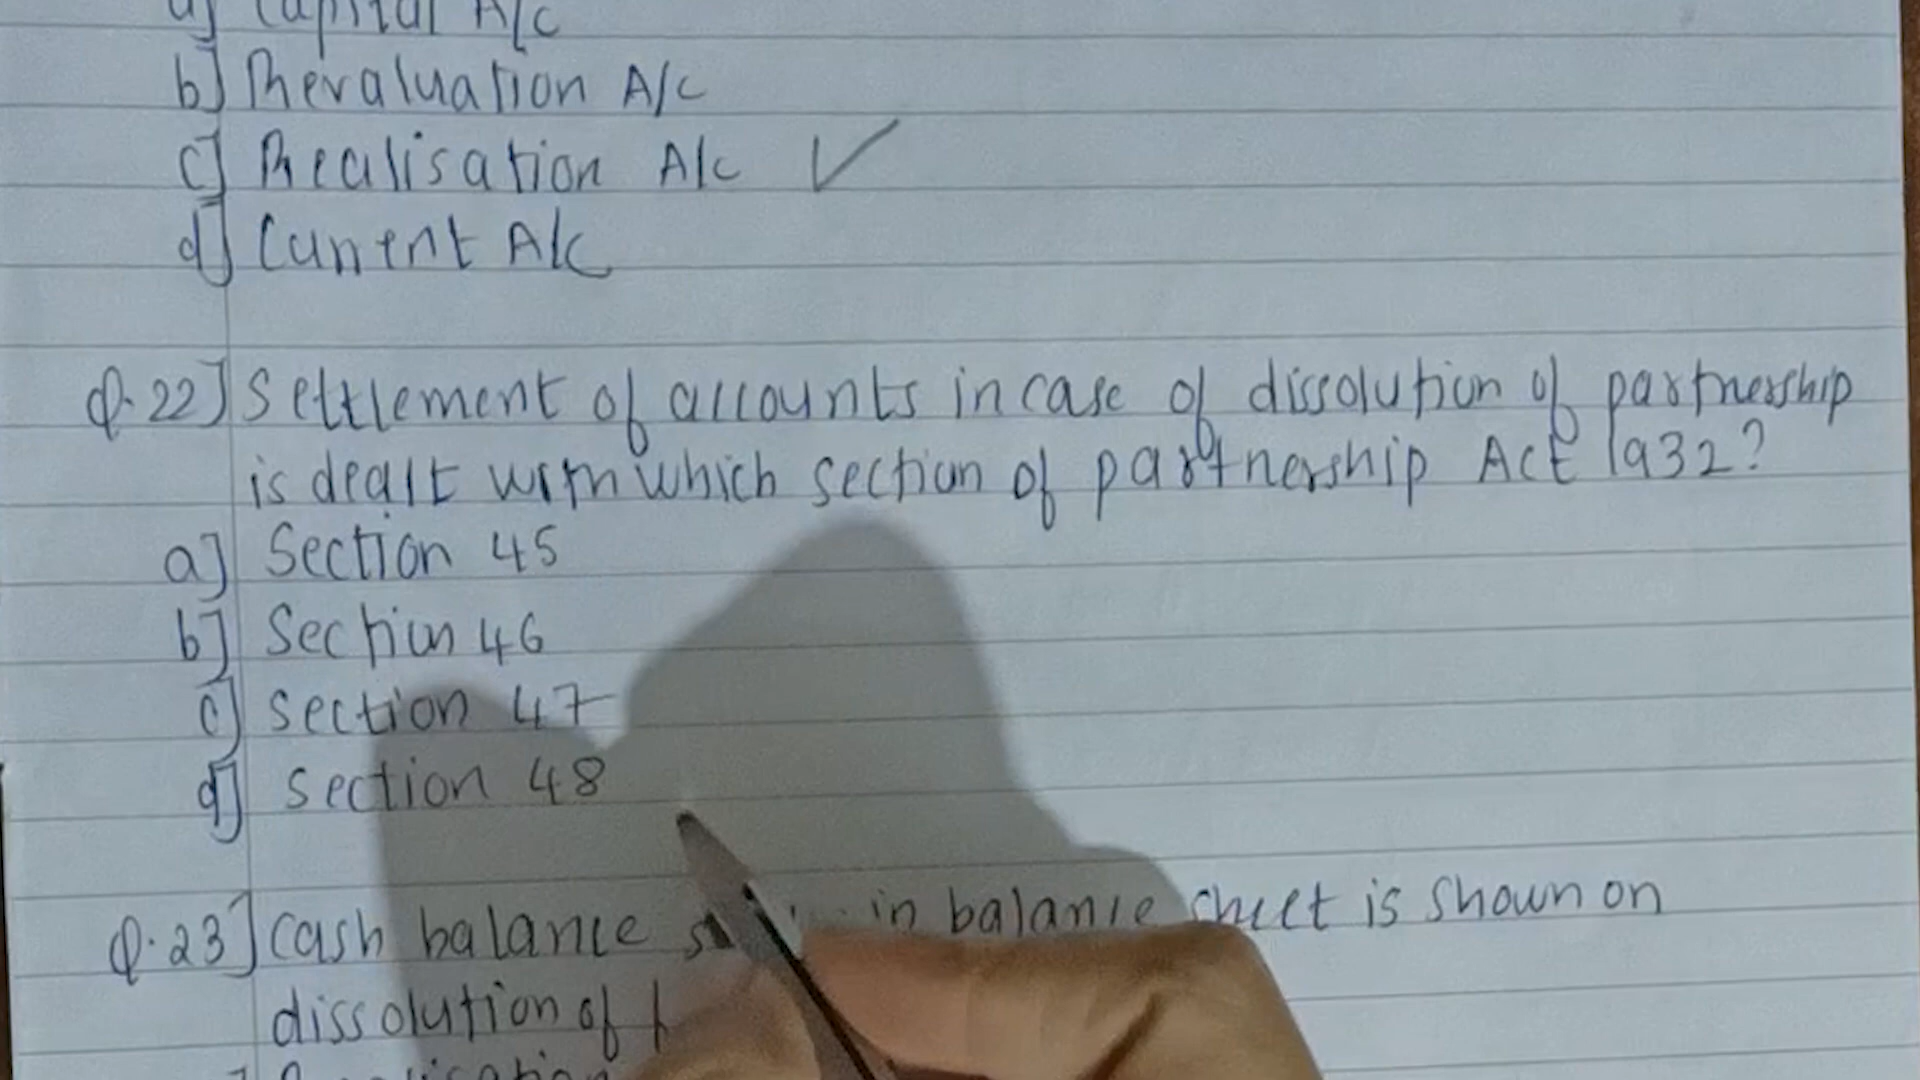 a] Capital A/c
b] Revaluation A/c
c] Realisation A/c ✓
d] Current A/c
Q.22] Settlement of accounts in case of dissolution of partnership
is dealt with which section of partnership Act 1932?
a] Section 45
b] Section 46
c] Section 47
d] Section 48
Q.23] Cash balance in balance sheet is shown on
dissolution of